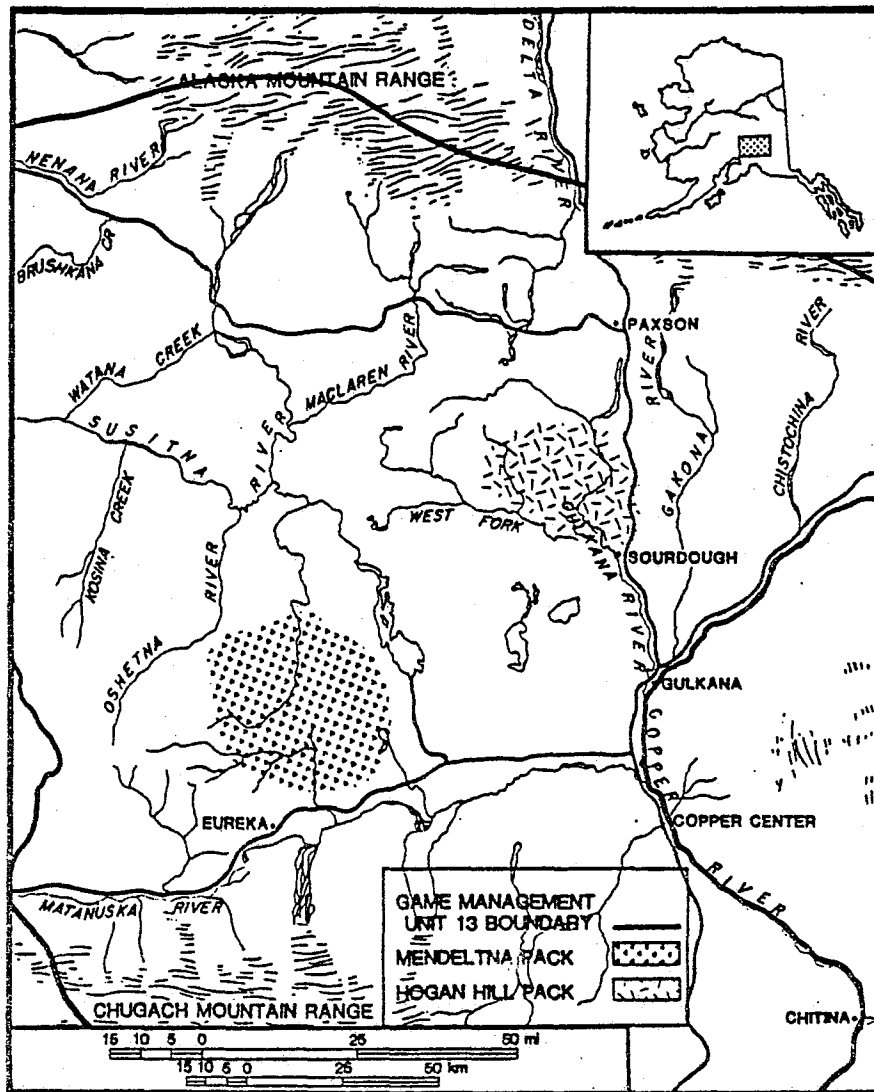 ALASKA MOUNTAIN RANGE
DELTA RIVER
NENANA RIVER
BRUSHKANA CR
PAXSON
WATANA CREEK
MACLAREN RIVER
RIVER
GAKONA RIVER
CHISTOCHINA RIVER
SUSITNA RIVER
KOSINA CREEK
WEST FORK
GULKANA RIVER
SOURDOUGH
OSHETNA RIVER
GULKANA
COPPER RIVER
EUREKA
COPPER CENTER
MATANUSKA RIVER
CHUGACH MOUNTAIN RANGE
GAME MANAGEMENT
UNIT 13 BOUNDARY
MENDELTNA PACK
HOGAN HILL PACK
CHITINA
15 10 5 0 25 50 mi
15 10 5 0 25 50 km